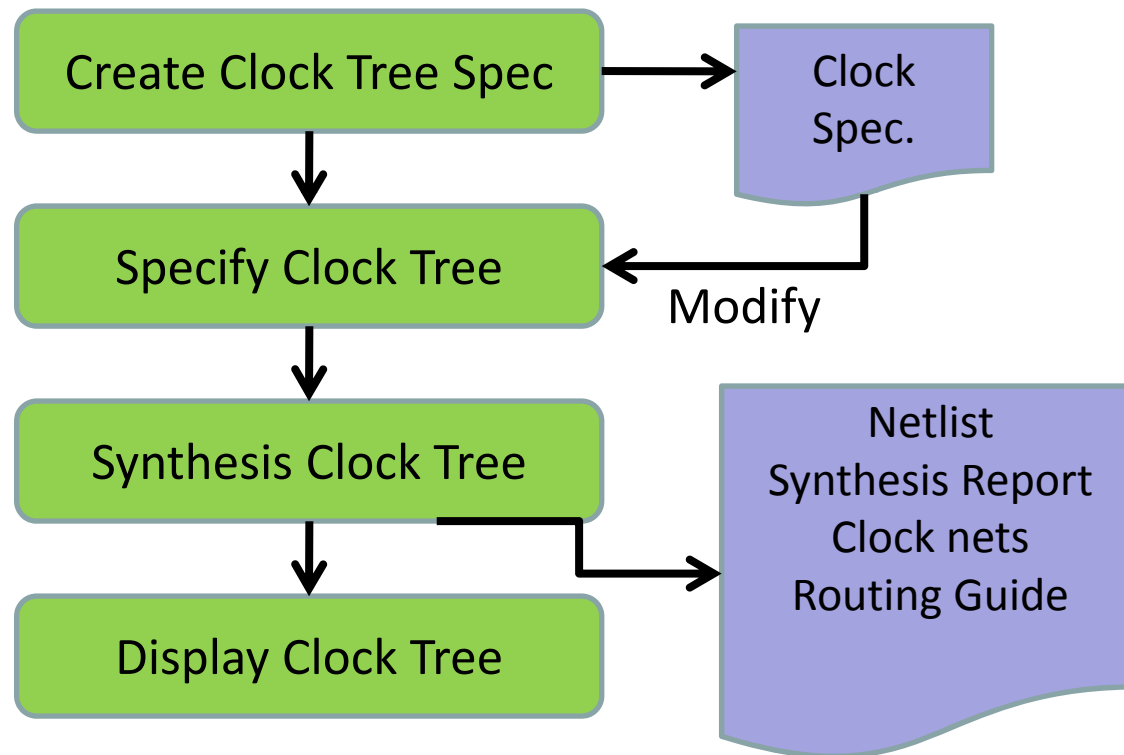 Create Clock Tree Spec
Clock
Spec.
Specify Clock Tree
Modify
Synthesis Clock Tree
Netlist
Synthesis Report
Clock nets
Routing Guide
Display Clock Tree